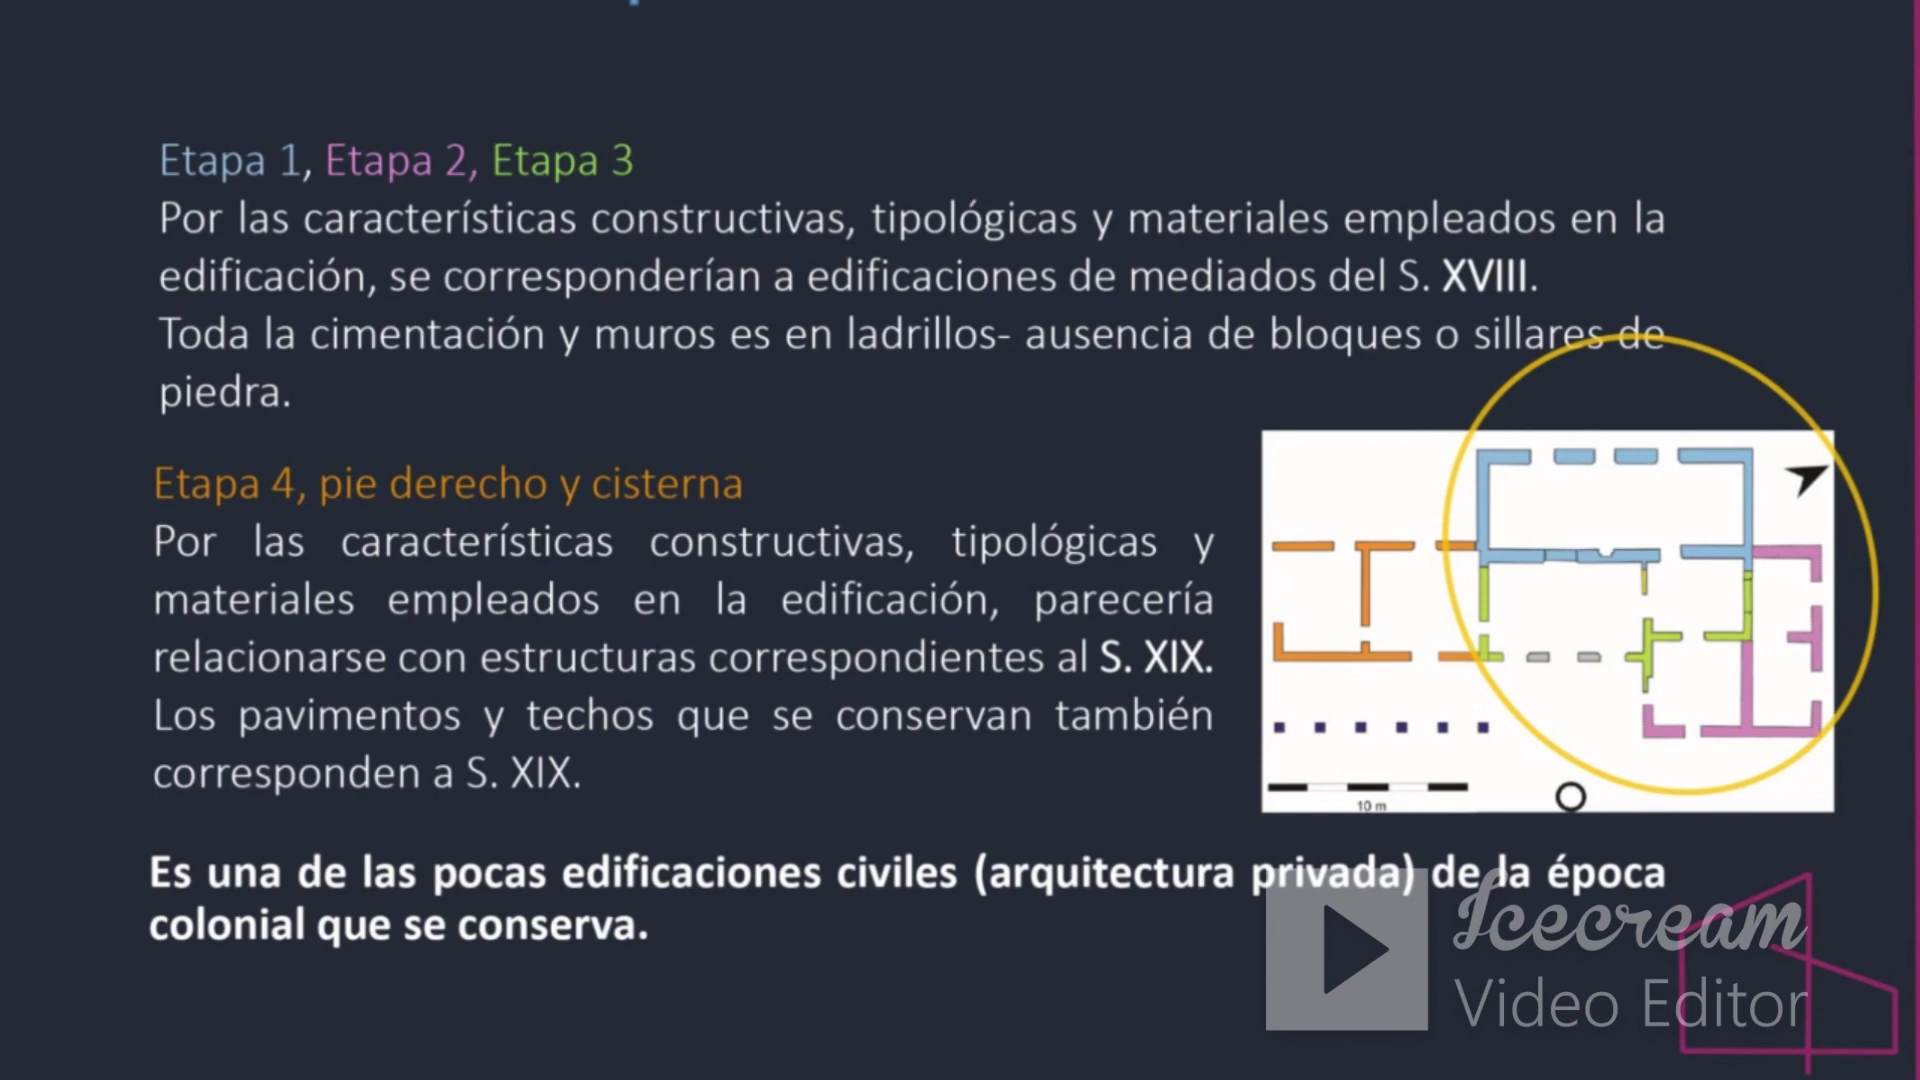 Etapa 1, Etapa 2, Etapa 3
Por las características constructivas, tipológicas y materiales empleados en la
edificación, se corresponderían a edificaciones de mediados del S. XVIII.
Toda la cimentación y muros es en ladrillos- ausencia de bloques o sillares de
piedra.
Etapa 4, pie derecho y cisterna
Por las características constructivas, tipológicas y
materiales empleados en la edificación, parecería
relacionarse con estructuras correspondientes al S. XIX.
Los pavimentos y techos que se conservan también
corresponden a S. XIX.
10 m
Es una de las pocas edificaciones civiles (arquitectura privada) de la época
colonial que se conserva.
Icecream
Video Editor